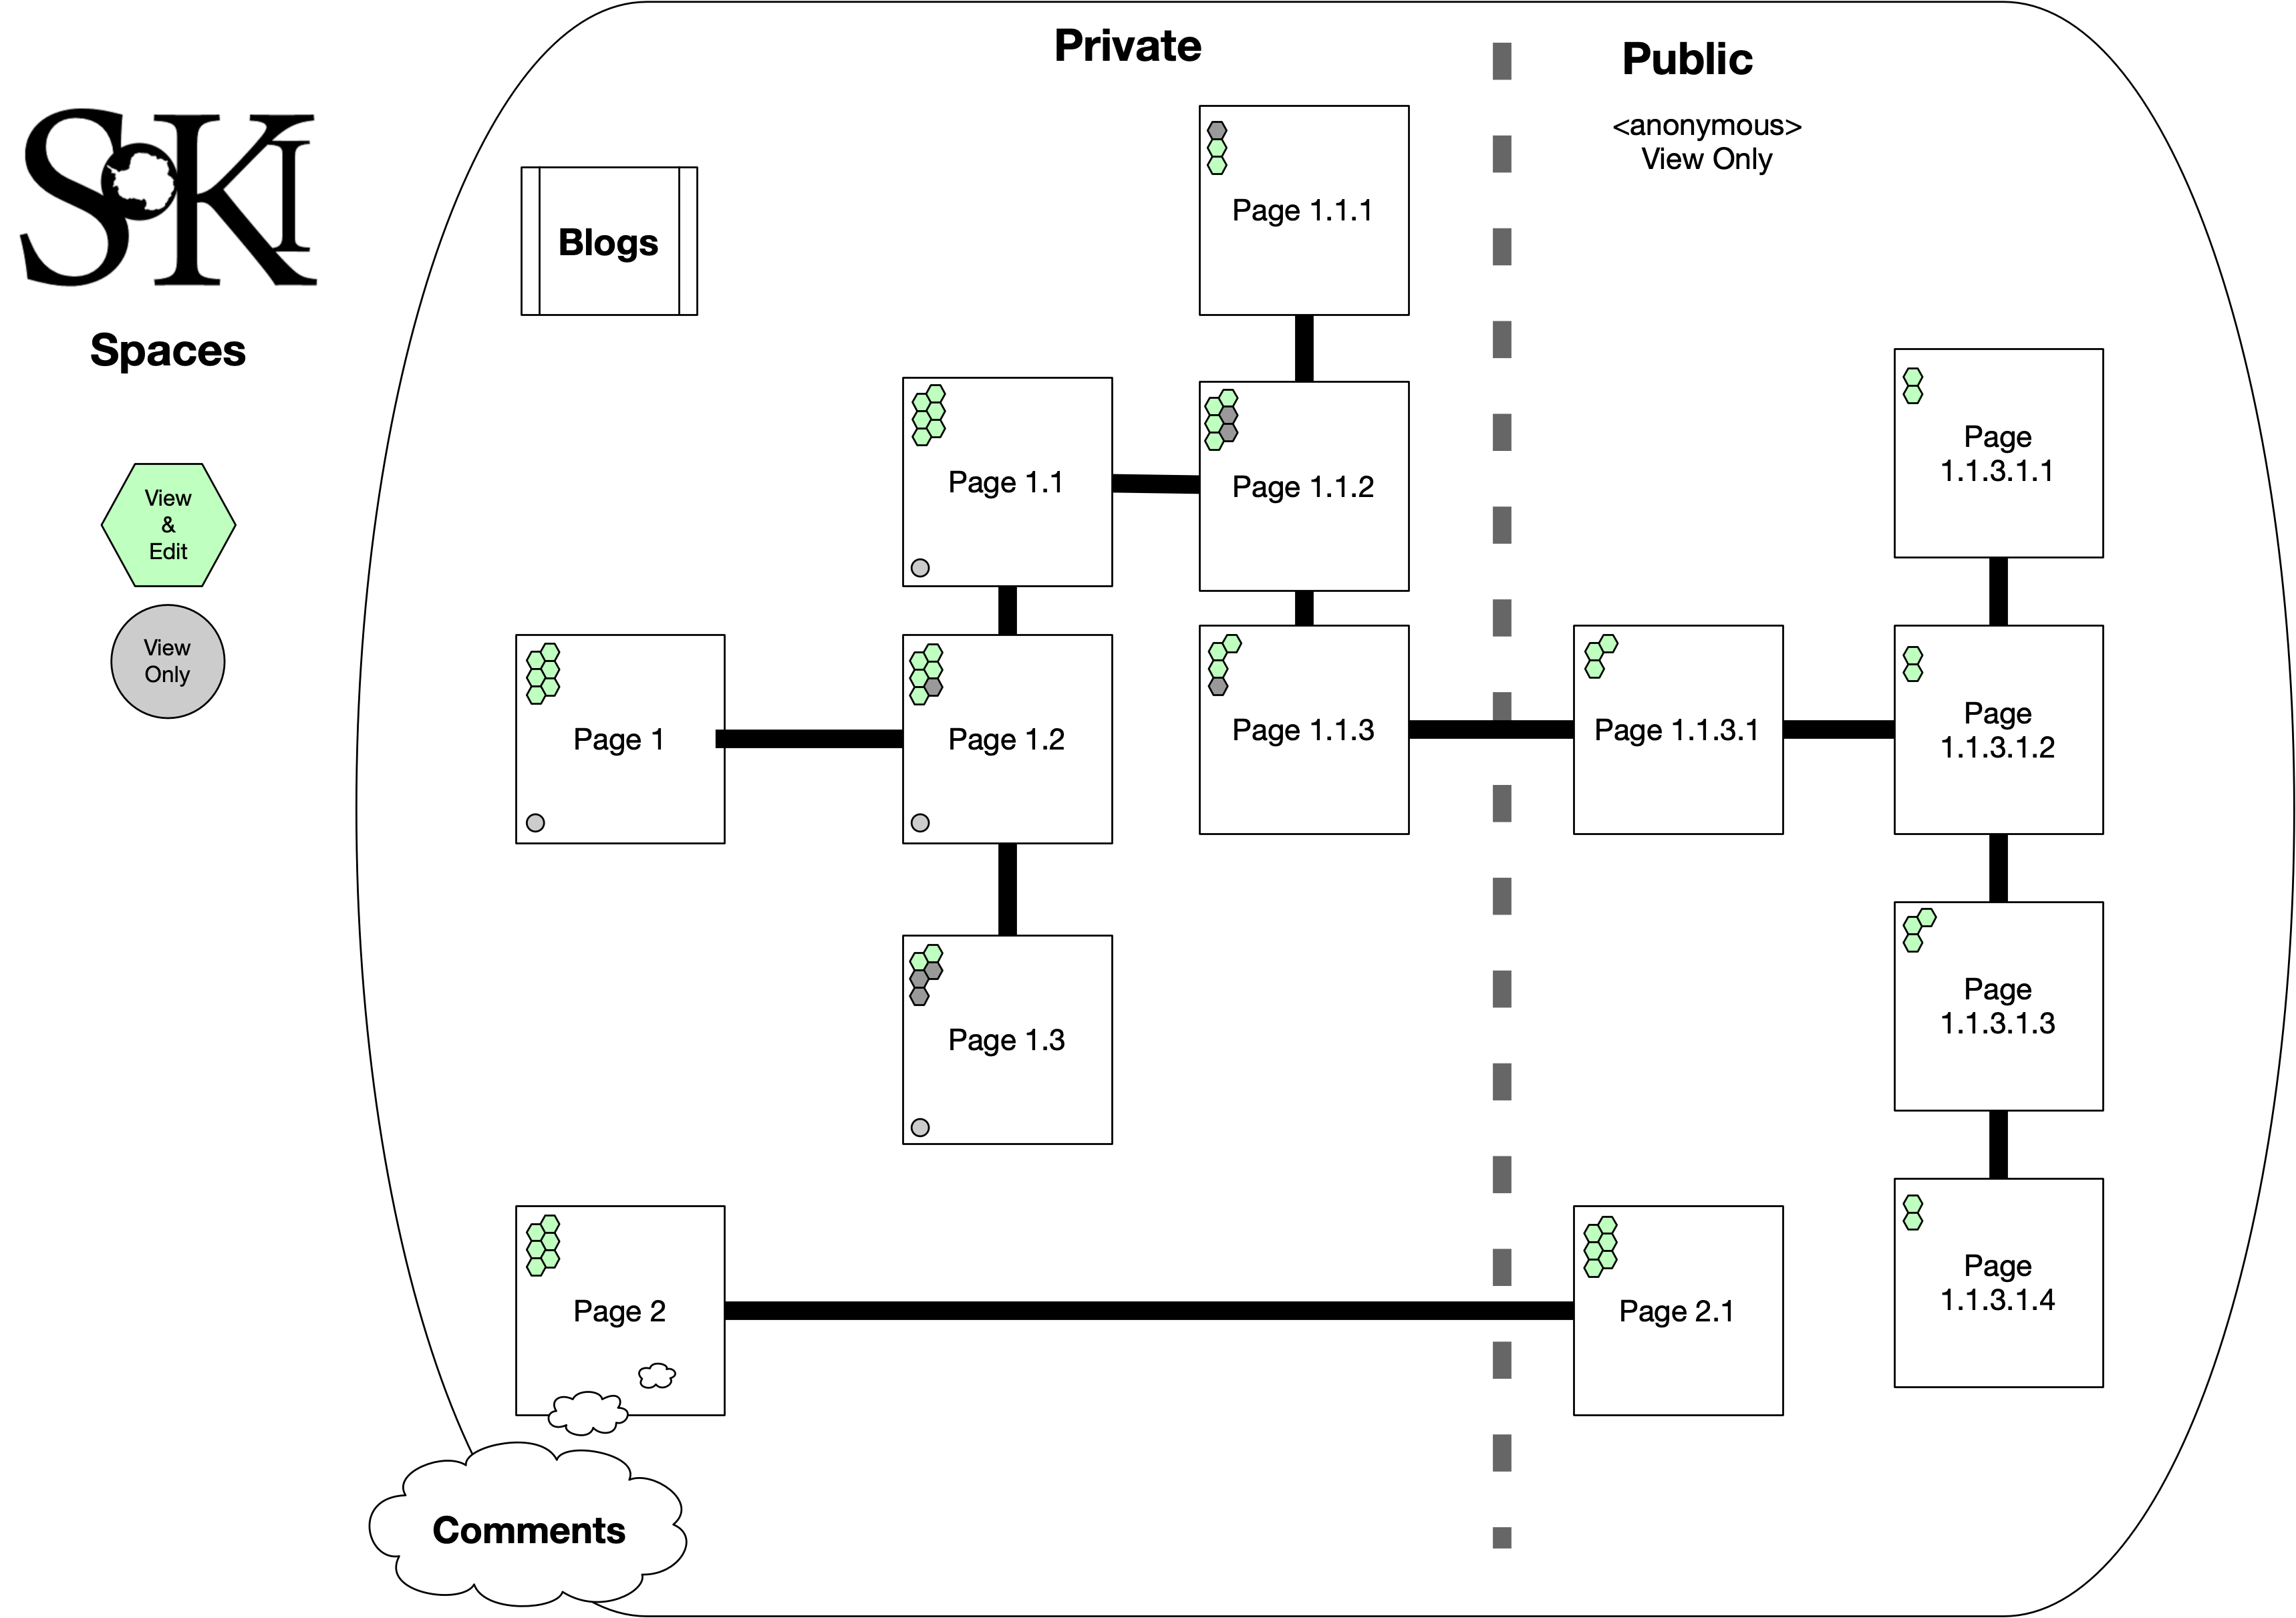 SoKI
Spaces
View
&
Edit
View
Only
Private
Public
<anonymous>
View Only
Blogs
Page 1.1.1
Page 1.1
Page 1.1.2
Page
1.1.3.1.1
Page 1
Page 1.2
Page 1.1.3
Page 1.1.3.1
Page
1.1.3.1.2
Page 1.3
Page
1.1.3.1.3
Page 2
Page 2.1
Page
1.1.3.1.4
Comments